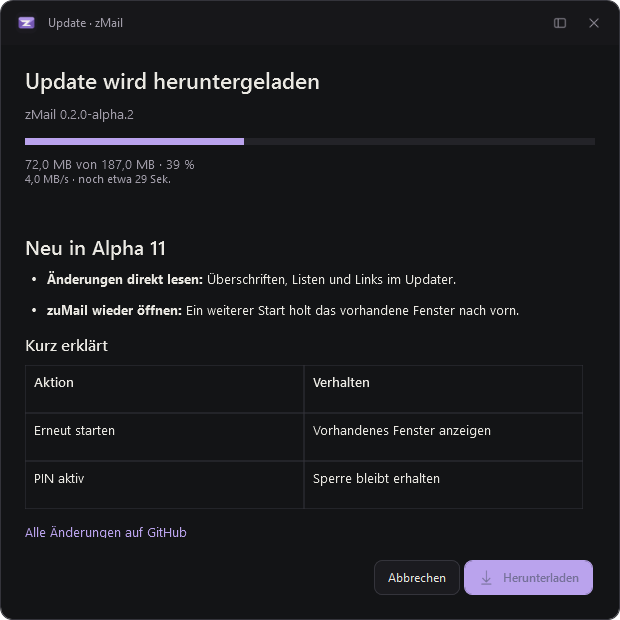 Update · zMail
Update wird heruntergeladen
zMail 0.2.0-alpha.2
72,0 MB von 187,0 MB · 39 %
4,0 MB/s · noch etwa 29 Sek.
Neu in Alpha 11
• Änderungen direkt lesen: Überschriften, Listen und Links im Updater.
• zuMail wieder öffnen: Ein weiterer Start holt das vorhandene Fenster nach vorn.
Kurz erklärt
Aktion Verhalten
Erneut starten Vorhandenes Fenster anzeigen
PIN aktiv Sperre bleibt erhalten
Alle Änderungen auf GitHub
Abbrechen Herunterladen